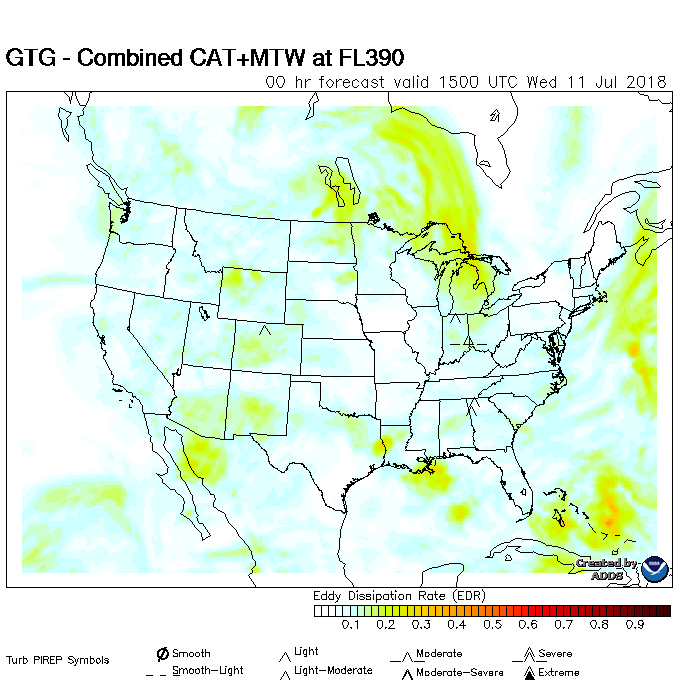 GTG - Combined CAT+MTW at FL390
00 hr forecast valid 1500 UTC Wed 11 Jul 2018
Created by
ADDS
Eddy Dissipation Rate (EDR)
0.1 0.2 0.3 0.4 0.5 0.6 0.7 0.8 0.9
Turb PIREP Symbols
Smooth Light Moderate Severe
Smooth-Light Light-Moderate Moderate-Severe Extreme